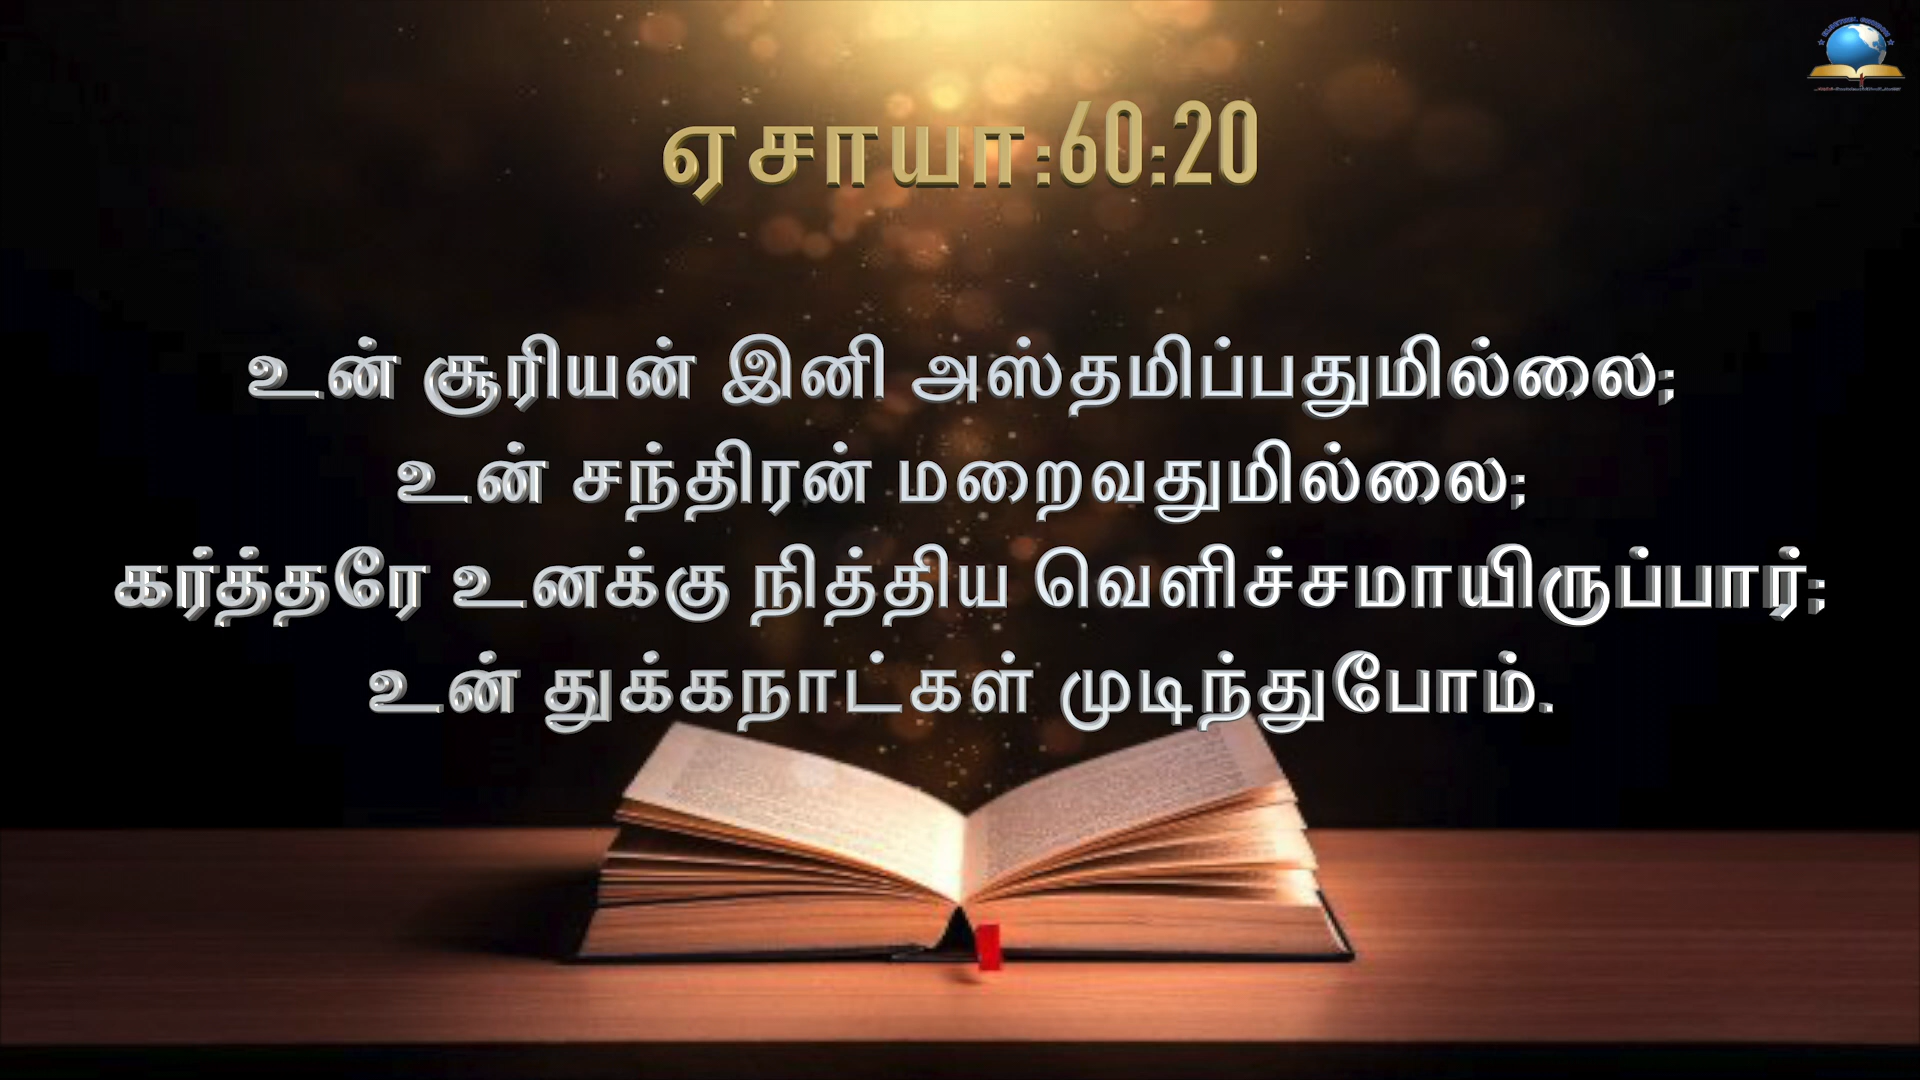 ஏசாயா:60:20
உன் சூரியன் இனி அஸ்தமிப்பதுமில்லை;
உன் சந்திரன் மறைவதுமில்லை;
கர்த்தரே உனக்கு நித்திய வெளிச்சமாயிருப்பார்;
உன் துக்கநாட்கள் முடிந்துபோம்.